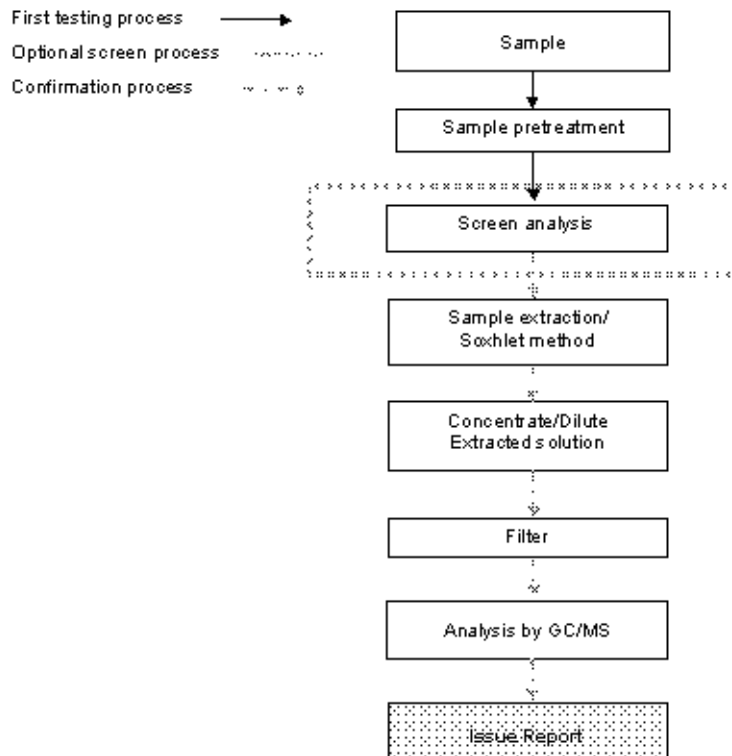 First testing process
Optional screen process
Confirmation process
Sample
Sample pretreatment
Screen analysis
Sample extraction/
Soxhlet method
Concentrate/Dilute
Extracted solution
Filter
Analysis by GC/MS
Issue Report